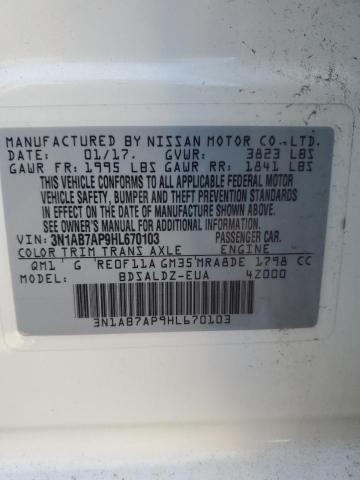 MANUFACTURED BY NISSAN MOTOR CO.,LTD.
DATE: 01/17. GVWR: 3823 LBS
GAWR FR: 1995 LBS GAWR RR: 1841 LBS
THIS VEHICLE CONFORMS TO ALL APPLICABLE FEDERAL MOTOR
VEHICLE SAFETY, BUMPER AND THEFT PREVENTION STANDARDS
IN EFFECT ON THE DATE OF MANUFACTURE SHOWN ABOVE.
SEE OWNER'S MANUAL FOR ADDITIONAL INFORMATION.
VIN: 3N1AB7AP9HL670103 PASSENGER CAR.
COLOR TRIM TRANS AXLE ENGINE
QM1 G RE0F11A GM35 MRA8DE 1798 CC
MODEL: BDSALDZ-EUA 42000
3N1AB7AP9HL670103